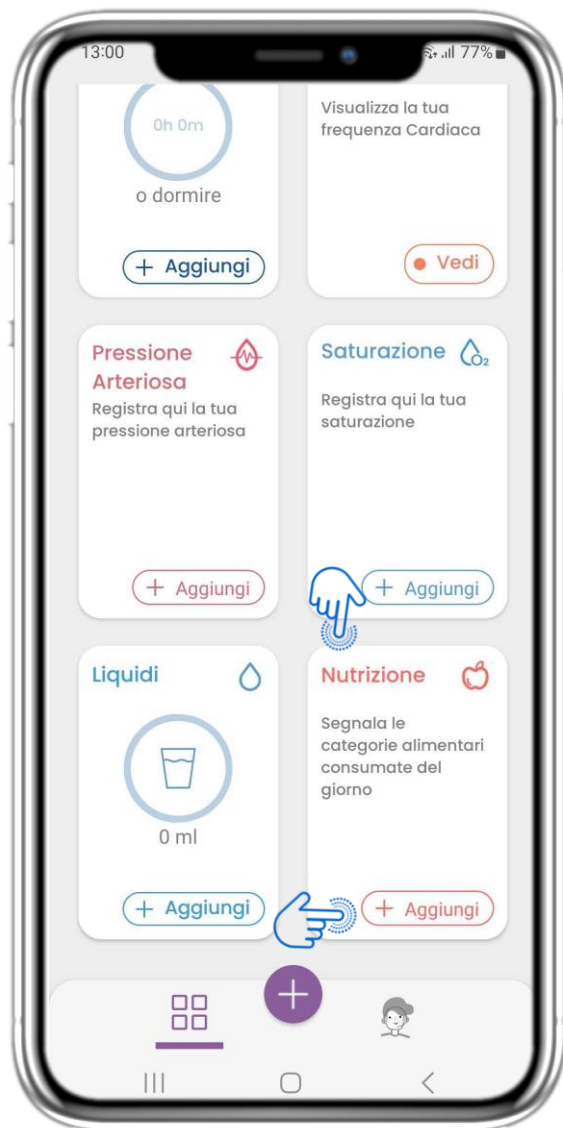 13:00
77%
0h 0m
o dormire
+ Aggiungi
Visualizza la tua
frequenza Cardiaca
Vedi
Pressione
Arteriosa
Registra qui la tua
pressione arteriosa
+ Aggiungi
Saturazione
O2
Registra qui la tua
saturazione
+ Aggiungi
Liquidi
0 ml
+ Aggiungi
Nutrizione
Segnala le
categorie alimentari
consumate del
giorno
+ Aggiungi